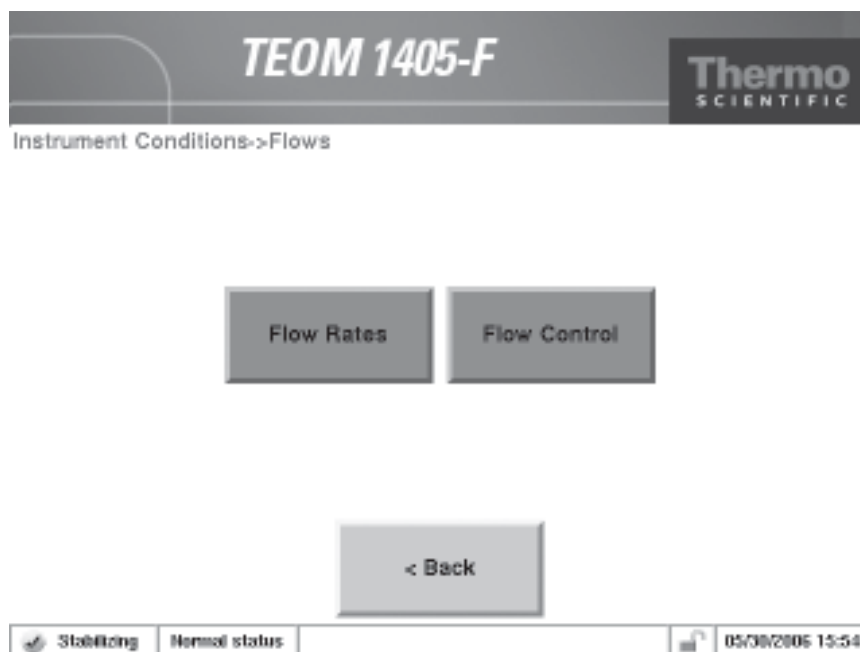 TEOM 1405-F
Thermo
SCIENTIFIC
Instrument Conditions->Flows
Flow Rates
Flow Control
< Back
Stabilizing
Normal status
05/30/2006 15:54